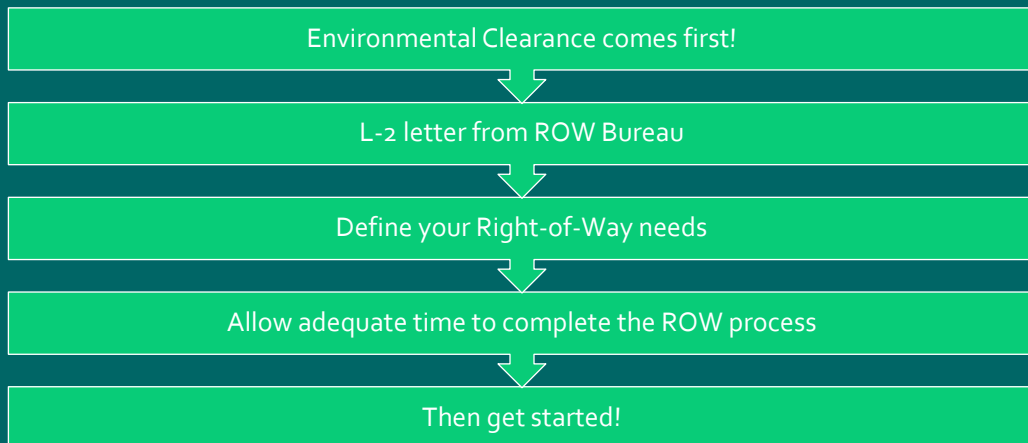 Environmental Clearance comes first!
L-2 letter from ROW Bureau
Define your Right-of-Way needs
Allow adequate time to complete the ROW process
Then get started!